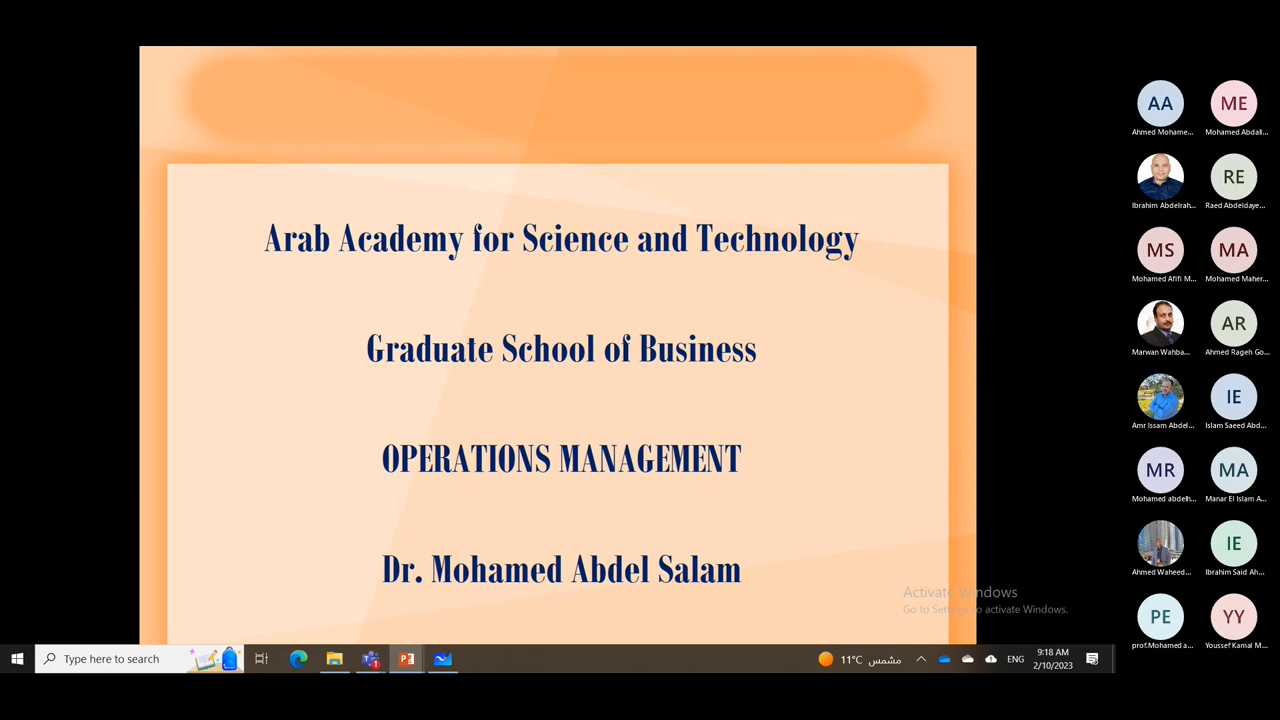 Arab Academy for Science and Technology
Graduate School of Business
OPERATIONS MANAGEMENT
Dr. Mohamed Abdel Salam
Activate Windows
Go to Settings to activate Windows.
AA
Ahmed Mohame...
ME
Mohamed Abdall...
Ibrahim Abdelrah...
RE
Raed Abdeldaye...
MS
Mohamed Afifi M...
MA
Mohamed Maher...
Marwan Wahba...
AR
Ahmed Rageh Go...
Amr Issam Abdel...
IE
Islam Saeed Abd...
MR
Mohamed abdelh...
MA
Manar El Islam A...
Ahmed Waheed...
IE
Ibrahim Said Ah...
PE
prof.Mohamed a...
YY
Youssef Kamal M...
Type here to search
11°C مشمس
ENG
9:18 AM
2/10/2023